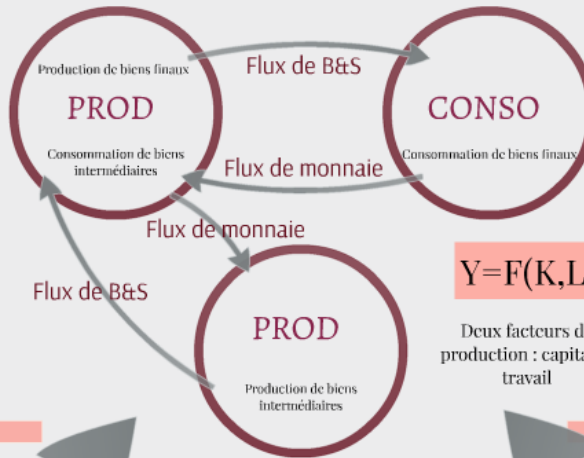 Production de biens finaux
PROD
Consommation de biens
intermédiaires
Flux de B&S
CONSO
Consommation de biens finaux
Flux de monnaie
Flux de monnaie
Flux de B&S
PROD
Production de biens
intermédiaires
Y=F(K,L
Deux facteurs d
production : capita
travail